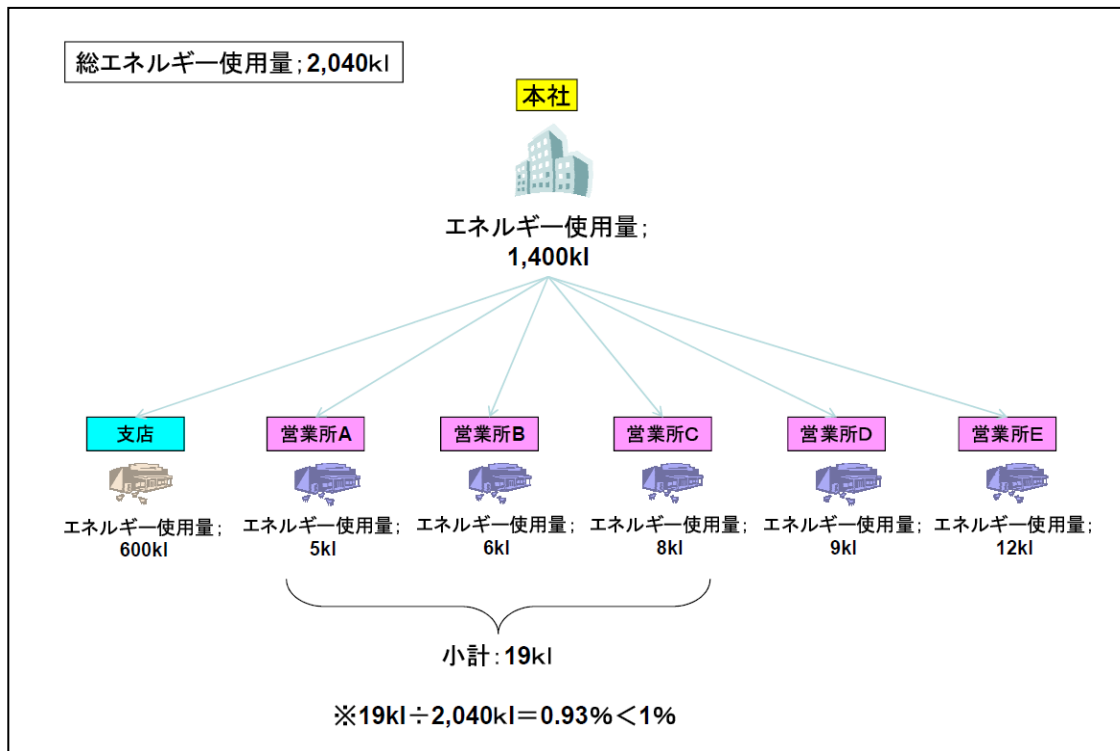 総エネルギー使用量;2,040kl
本社
エネルギー使用量;
1,400kl
支店
営業所A
営業所B
営業所C
営業所D
営業所E
エネルギー使用量;
600kl
エネルギー使用量;
5kl
エネルギー使用量;
6kl
エネルギー使用量;
8kl
エネルギー使用量;
9kl
エネルギー使用量;
12kl
小計:19kl
※19kl÷2,040kl=0.93%<1%